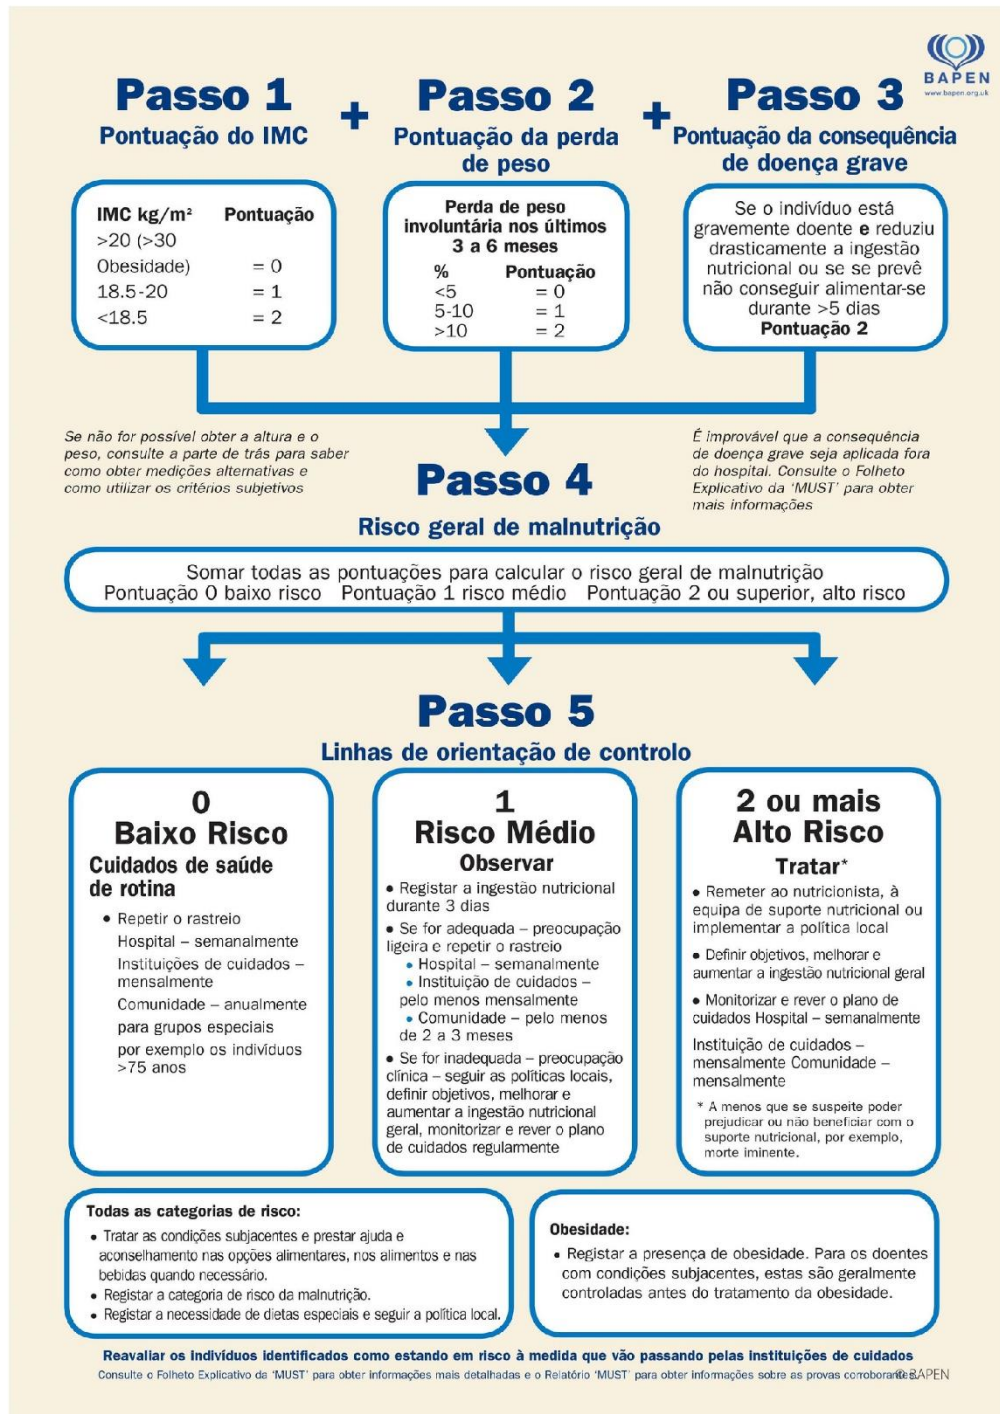 BAPEN
www.bapen.org.uk
Passo 1
Pontuação do IMC
+
Passo 2
Pontuação da perda
de peso
+
Passo 3
Pontuação da consequência
de doença grave
IMC kg/m² Pontuação
>20 (>30
Obesidade) = 0
18.5-20 = 1
<18.5 = 2
Perda de peso
involuntária nos últimos
3 a 6 meses
% Pontuação
<5 = 0
5-10 = 1
>10 = 2
Se o indivíduo está
gravemente doente e reduziu
drasticamente a ingestão
nutricional ou se se prevê
não conseguir alimentar-se
durante >5 dias
Pontuação 2
Se não for possível obter a altura e o
peso, consulte a parte de trás para saber
como obter medições alternativas e
como utilizar os critérios subjetivos
É improvável que a consequência
de doença grave seja aplicada fora
do hospital. Consulte o Folheto
Explicativo da ‘MUST’ para obter
mais informações
Passo 4
Risco geral de malnutrição
Somar todas as pontuações para calcular o risco geral de malnutrição
Pontuação 0 baixo risco Pontuação 1 risco médio Pontuação 2 ou superior, alto risco
Passo 5
Linhas de orientação de controlo
0
Baixo Risco
Cuidados de saúde
de rotina
• Repetir o rastreio
Hospital – semanalmente
Instituições de cuidados –
mensalmente
Comunidade – anualmente
para grupos especiais
por exemplo os indivíduos
>75 anos
1
Risco Médio
Observar
• Registar a ingestão nutricional
durante 3 dias
• Se for adequada – preocupação
ligeira e repetir o rastreio
• Hospital – semanalmente
• Instituição de cuidados –
pelo menos mensalmente
• Comunidade – pelo menos
de 2 a 3 meses
• Se for inadequada – preocupação
clínica – seguir as políticas locais,
definir objetivos, melhorar e
aumentar a ingestão nutricional
geral, monitorizar e rever o plano
de cuidados regularmente
2 ou mais
Alto Risco
Tratar*
• Remeter ao nutricionista, à
equipa de suporte nutricional ou
implementar a política local
• Definir objetivos, melhorar e
aumentar a ingestão nutricional geral
• Monitorizar e rever o plano de
cuidados Hospital – semanalmente
Instituição de cuidados –
mensalmente Comunidade –
mensalmente
* A menos que se suspeite poder
prejudicar ou não beneficiar com o
suporte nutricional, por exemplo,
morte iminente.
Todas as categorias de risco:
• Tratar as condições subjacentes e prestar ajuda e
aconselhamento nas opções alimentares, nos alimentos e nas
bebidas quando necessário.
• Registar a categoria de risco da malnutrição.
• Registar a necessidade de dietas especiais e seguir a política local.
Obesidade:
• Registar a presença de obesidade. Para os doentes
com condições subjacentes, estas são geralmente
controladas antes do tratamento da obesidade.
Reavaliar os indivíduos identificados como estando em risco à medida que vão passando pelas instituições de cuidados
Consulte o Folheto Explicativo da ‘MUST’ para obter informações mais detalhadas e o Relatório ‘MUST’ para obter informações sobre as provas corroborantes.
© BAPEN